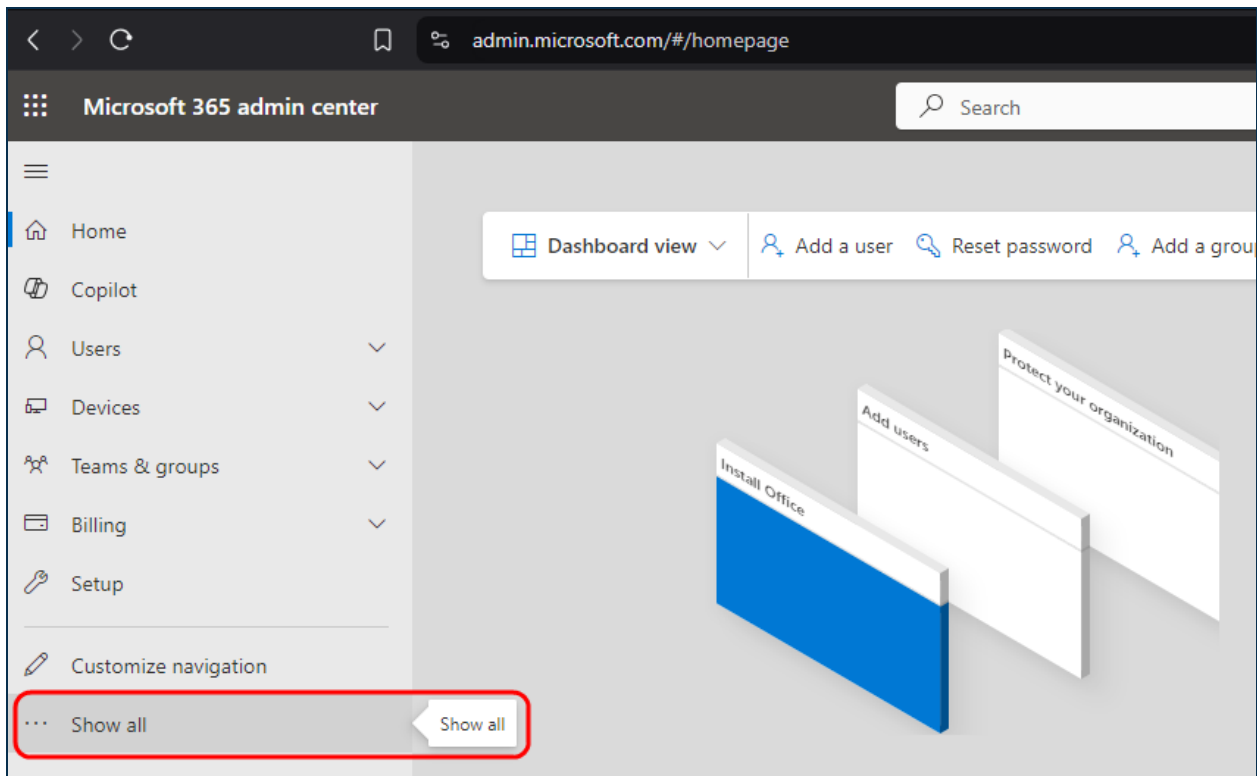 admin.microsoft.com/#/homepage
Microsoft 365 admin center
Search
Home
Copilot
Users
Devices
Teams & groups
Billing
Setup
Customize navigation
Show all
Show all
Dashboard view
Add a user
Reset password
Add a grou
Install Office
Add users
Protect your organization